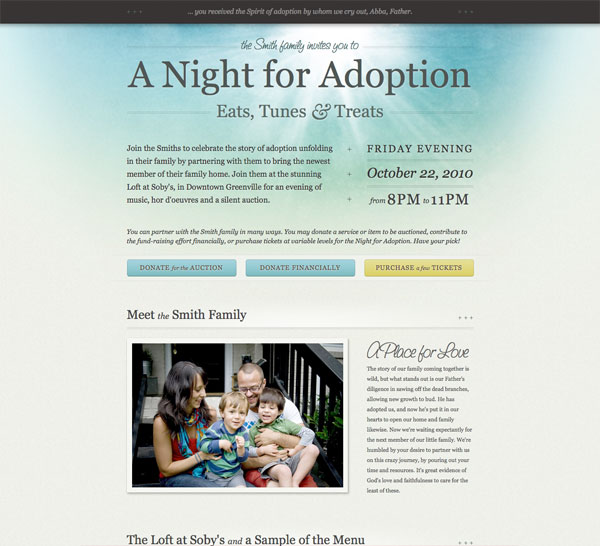 + + +
... you received the Spirit of adoption by whom we cry out, Abba, Father.
+ + +
the Smith family invites you to
A Night for Adoption
Eats, Tunes & Treats
Join the Smiths to celebrate the story of adoption unfolding
in their family by partnering with them to bring the newest
member of their family home. Join them at the stunning
Loft at Soby's, in Downtown Greenville for an evening of
music, hor d'oeuvres and a silent auction.
+ FRIDAY EVENING
+ October 22, 2010
+ from 8PM to 11PM
You can partner with the Smith family in many ways. You may donate a service or item to be auctioned, contribute to
the fund-raising effort financially, or purchase tickets at variable levels for the Night for Adoption. Have your pick!
DONATE for the AUCTION
DONATE FINANCIALLY
PURCHASE a few TICKETS
Meet the Smith Family
+ + +
A Place for Love
The story of our family coming together is
wild, but what stands out is our Father's
diligence in sawing off the dead branches,
allowing new growth to bud. He has
adopted us, and now he's put it in our
hearts to open our home and family
likewise. Now we're waiting expectantly for
the next member of our little family. We're
humbled by your desire to partner with us
on this crazy journey, by pouring out your
time and resources. It's great evidence of
God's love and faithfulness to care for the
least of these.
The Loft at Soby's and a Sample of the Menu
+ + +